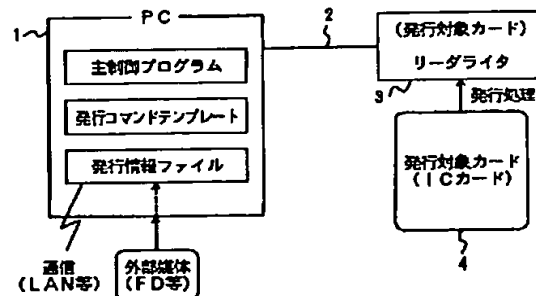 PC
1
主制御プログラム
発行コマンドテンプレート
発行情報ファイル
通信
(LAN等)
外部媒体
(FD等)
2
(発行対象カード)
リーダライタ
3
発行処理
発行対象カード
(ICカード)
4